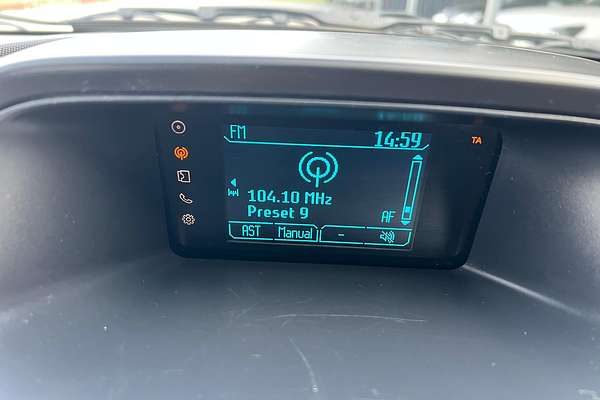 FM 14:59 TA
104.10 MHz
Preset 9 AF
AST Manual -